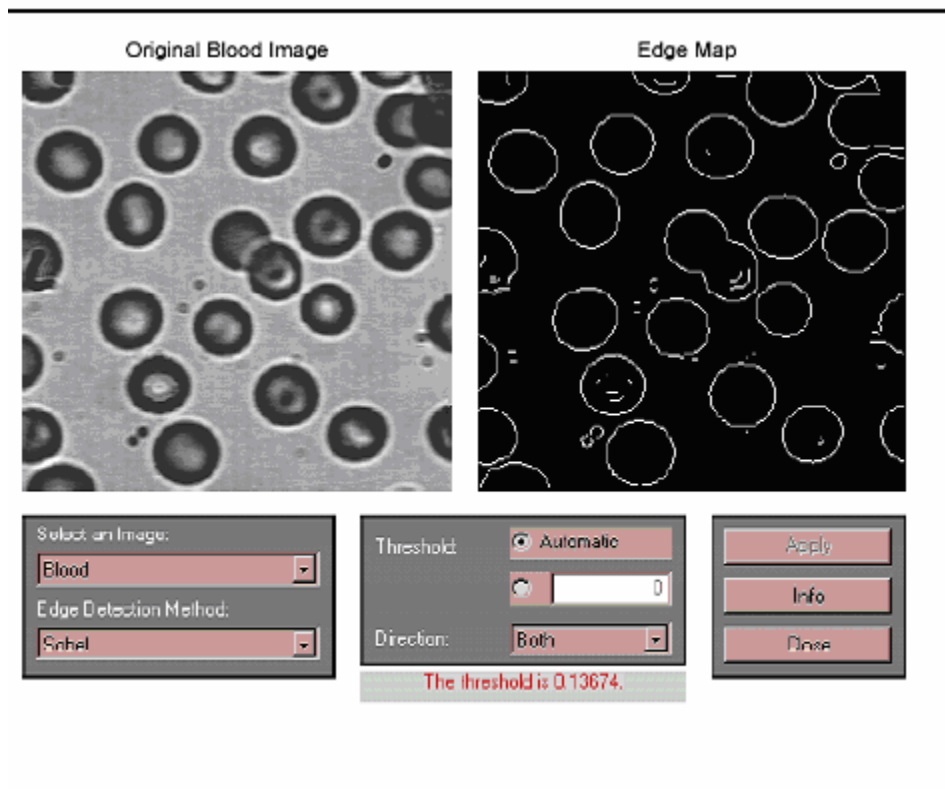 Original Blood Image
Edge Map
Select an Image:
Blood
Edge Detection Method:
Sobel
Threshold:
Automatic
0
Direction:
Both
The threshold is 0.13674.
Apply
Info
Close